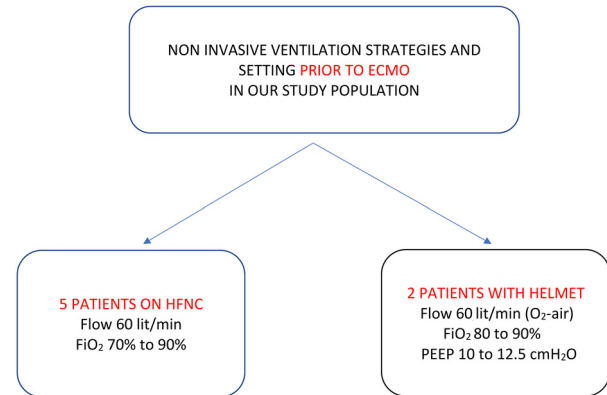 NON INVASIVE VENTILATION STRATEGIES AND
SETTING PRIOR TO ECMO
IN OUR STUDY POPULATION
5 PATIENTS ON HFNC
Flow 60 lit/min
FiO₂ 70% to 90%
2 PATIENTS WITH HELMET
Flow 60 lit/min (O₂-air)
FiO₂ 80 to 90%
PEEP 10 to 12.5 cmH₂O